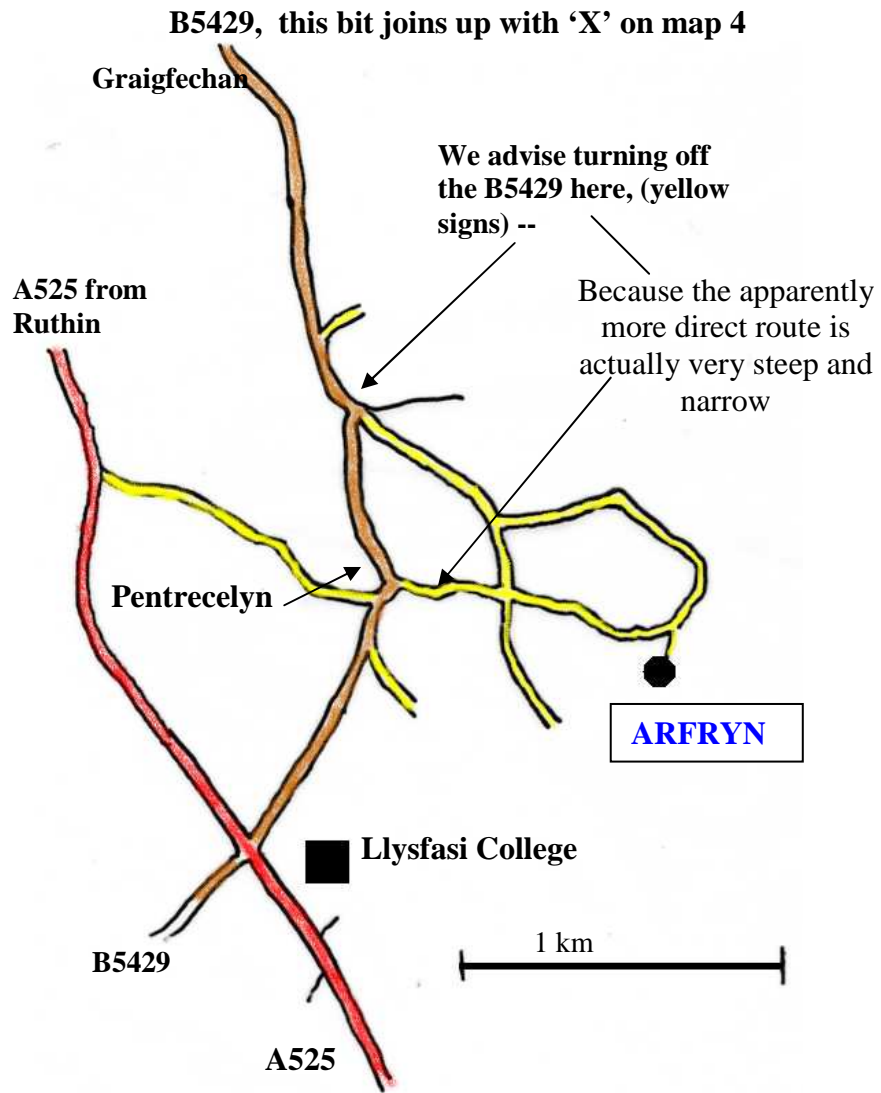 B5429,  this bit joins up with ‘X’ on map 4
Graigfechan
We advise turning off
the B5429 here, (yellow
signs) --
A525 from
Ruthin
Because the apparently
more direct route is
actually very steep and
narrow
Pentrecelyn
ARFRYN
Llysfasi College
B5429
1 km
A525